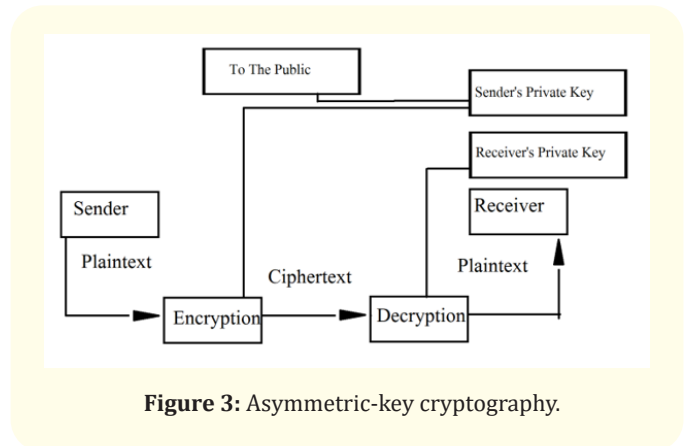 To The Public
Sender's Private Key
Receiver's Private Key
Sender
Receiver
Plaintext
Ciphertext
Plaintext
Encryption
Decryption
Figure 3: Asymmetric-key cryptography.